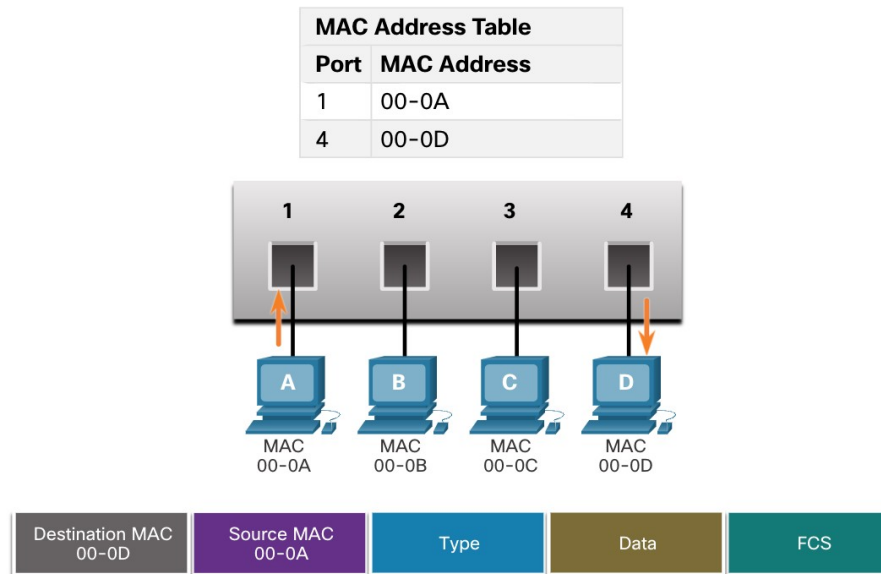 MAC Address Table
Port MAC Address
1 00-0A
4 00-0D
1 2 3 4
A B C D
MAC MAC MAC MAC
00-0A 00-0B 00-0C 00-0D
Destination MAC
00-0D
Source MAC
00-0A
Type
Data
FCS